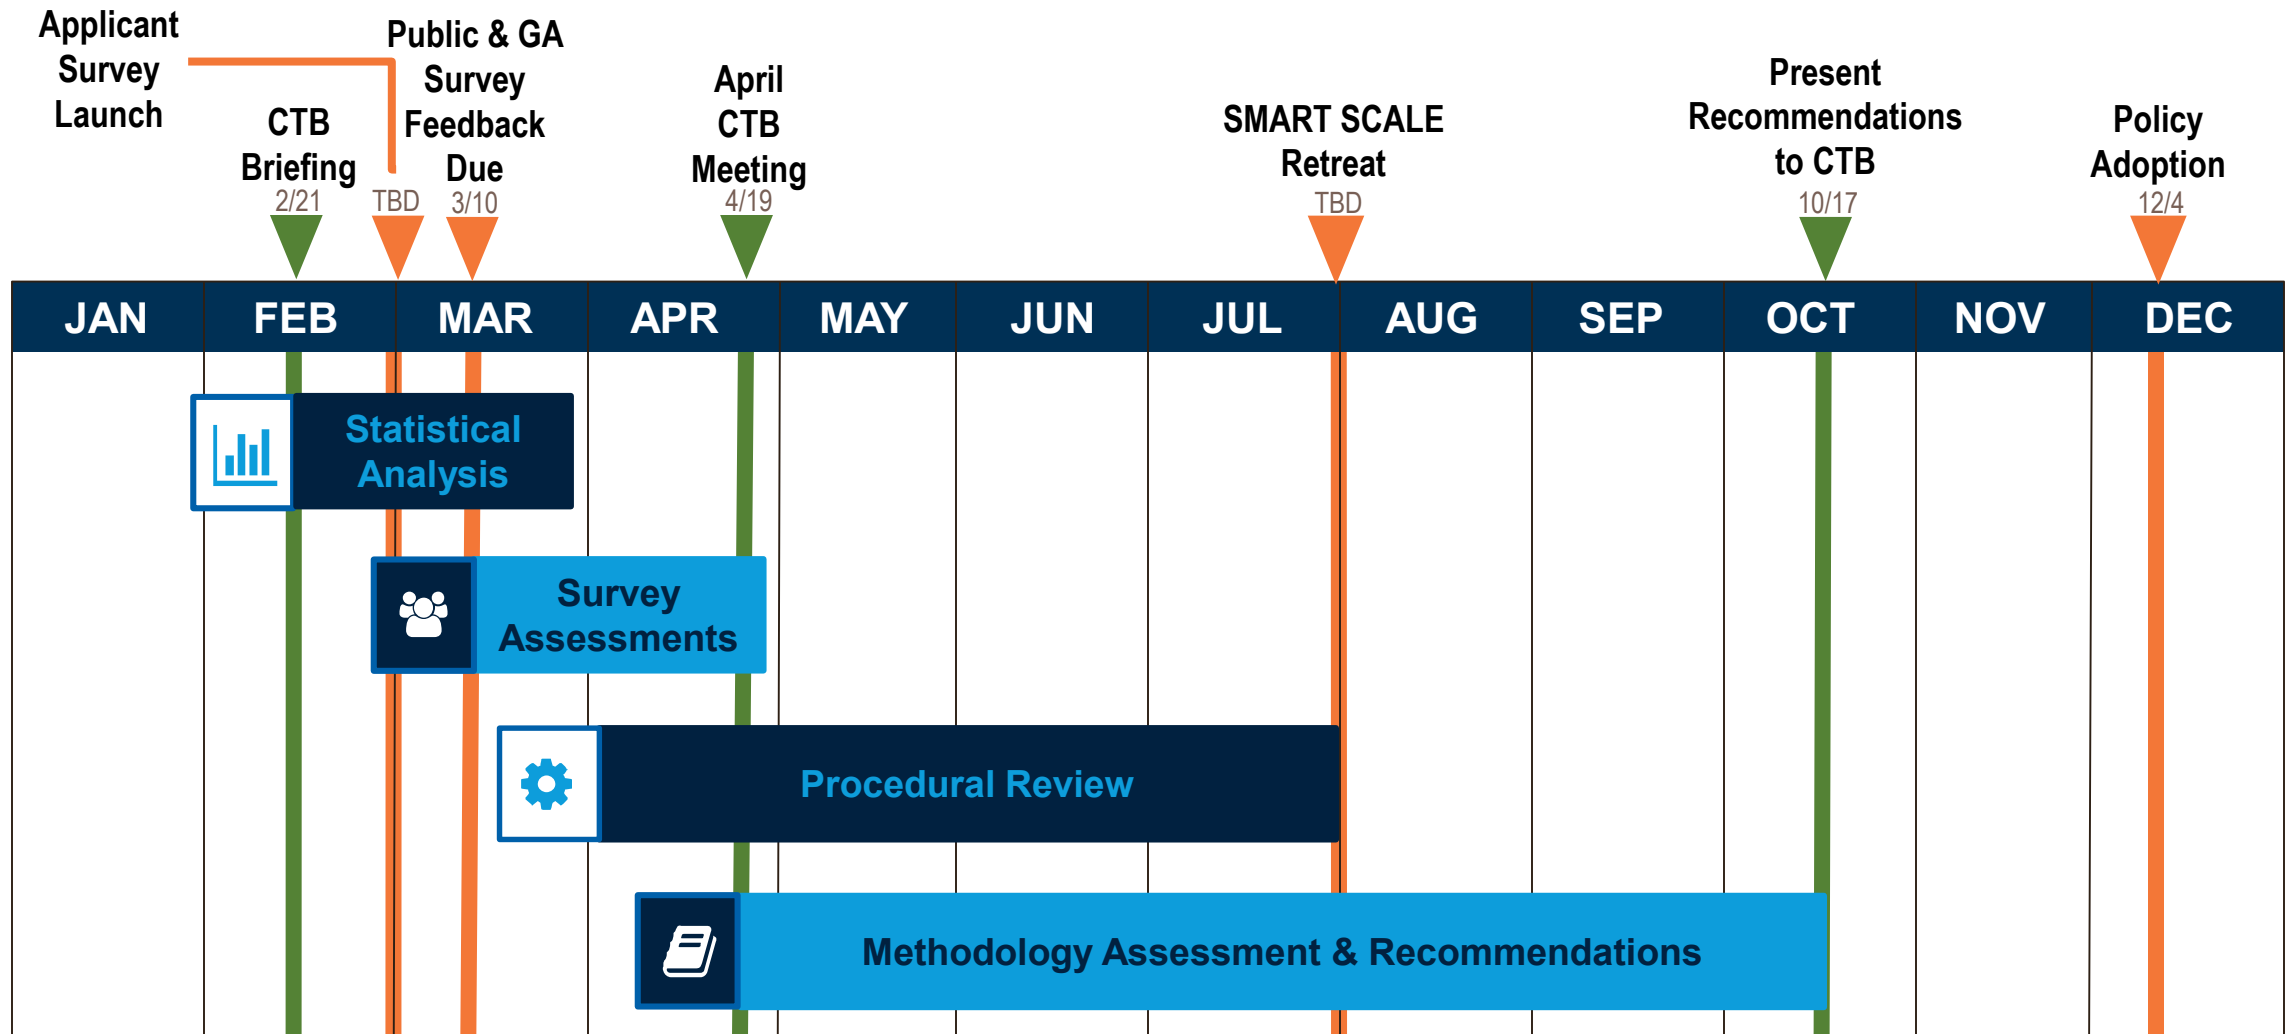 Applicant
Survey
Launch
CTB
Briefing
2/21
TBD
Public & GA
Survey
Feedback
Due
3/10
April
CTB
Meeting
4/19
SMART SCALE
Retreat
TBD
Present
Recommendations
to CTB
10/17
Policy
Adoption
12/4
JAN FEB MAR APR MAY JUN JUL AUG SEP OCT NOV DEC
Statistical
Analysis
Survey
Assessments
Procedural Review
Methodology Assessment & Recommendations